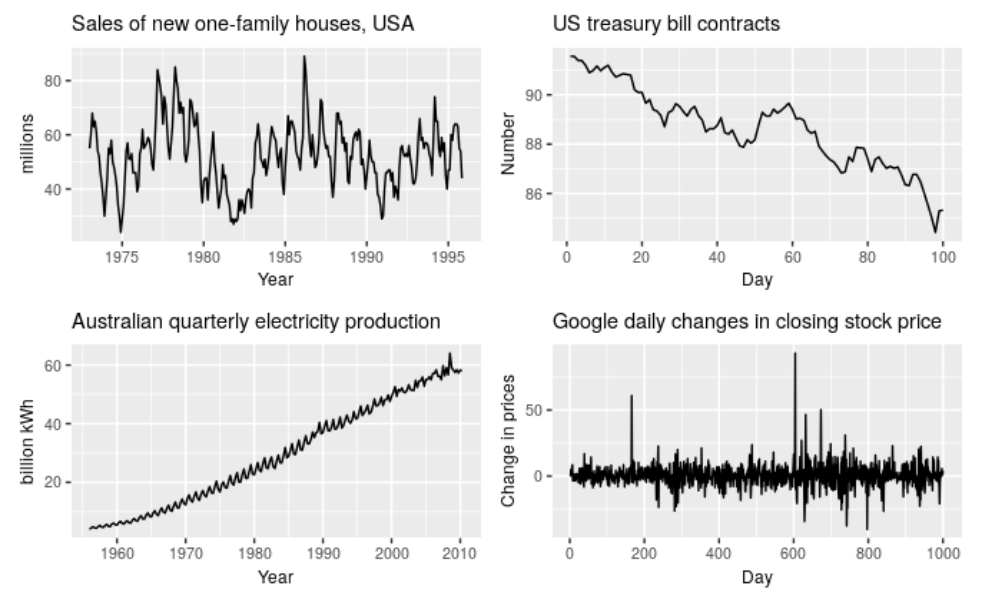 Sales of new one-family houses, USA
millions
80
60
40
1975 1980 1985 1990 1995
Year
US treasury bill contracts
Number
90
88
86
0 20 40 60 80 100
Day
Australian quarterly electricity production
billion kWh
60
40
20
1960 1970 1980 1990 2000 2010
Year
Google daily changes in closing stock price
Change in prices
50
0
0 200 400 600 800 1000
Day